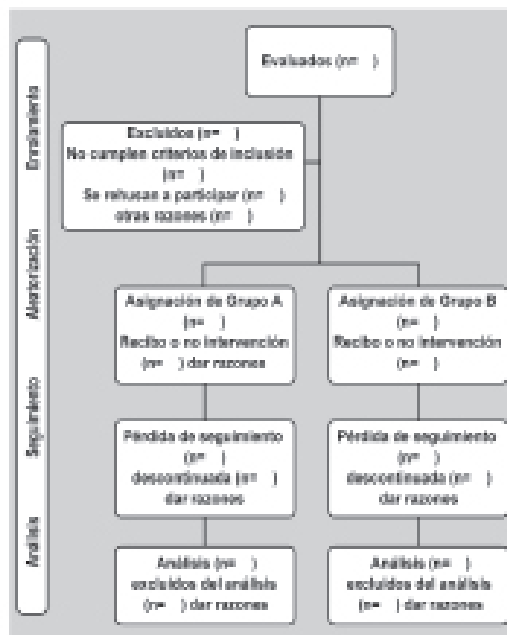 Enrolamiento
Evaluados (n= )
Excluidos (n= )
No cumplen criterios de inclusión
(n= )
Se rehusan a participar (n= )
otras razones (n= )
Aleatorización
Asignación de Grupo A
(n= )
Recibo o no intervención
(n= ) dar razones
Asignación de Grupo B
(n= )
Recibo o no intervención
(n= )
Seguimiento
Pérdida de seguimiento
(n= )
descontinuada (n= )
dar razones
Pérdida de seguimiento
(n= )
descontinuada (n= )
dar razones
Análisis
Análisis (n= )
excluidos del análisis
(n= ) dar razones
Análisis (n= )
excluidos del análisis
(n= ) dar razones